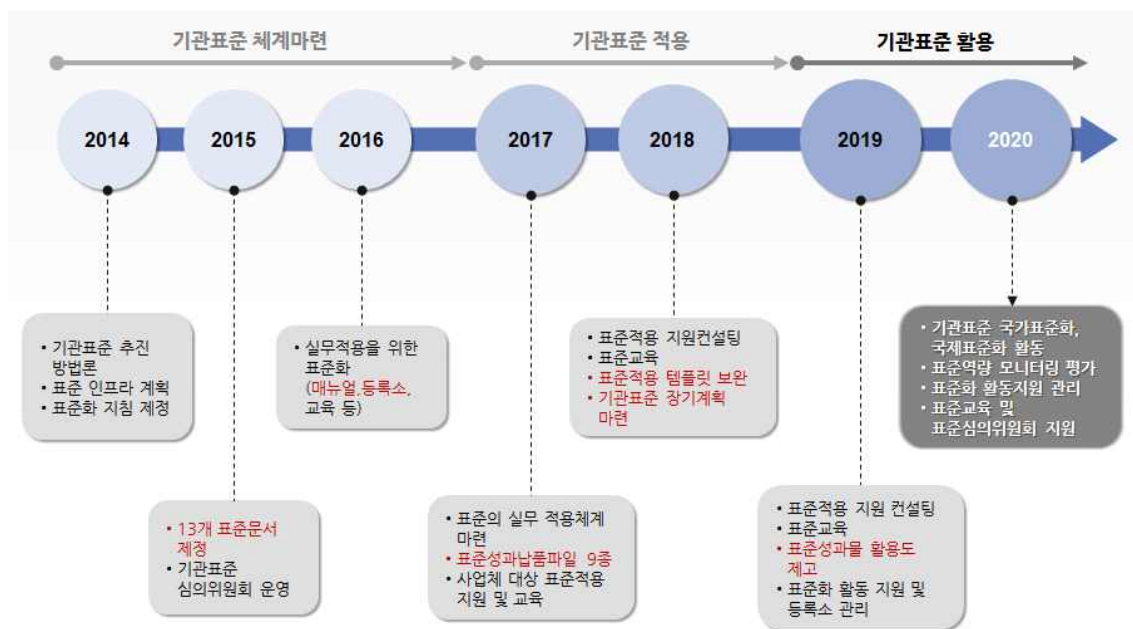 기관표준 체계마련
기관표준 적용
기관표준 활용
2014
2015
2016
2017
2018
2019
2020
• 기관표준 추진
방법론
• 표준 인프라 계획
• 표준화 지침 제정
• 실무적용을 위한
표준화
(매뉴얼.등록소,
교육 등)
• 표준적용 지원컨설팅
• 표준교육
• 표준적용 템플릿 보완
• 기관표준 장기계획
마련
• 기관표준 국가표준화,
국제표준화 활동
• 표준역량 모니터링 평가
• 표준화 활동지원 관리
• 표준교육 및
표준심의위원회 지원
• 13개 표준문서
제정
• 기관표준
심의위원회 운영
• 표준의 실무 적용체계
마련
• 표준성과납품파일 9종
• 사업체 대상 표준적용
지원 및 교육
• 표준적용 지원 컨설팅
• 표준교육
• 표준성과물 활용도
제고
• 표준화 활동 지원 및
등록소 관리